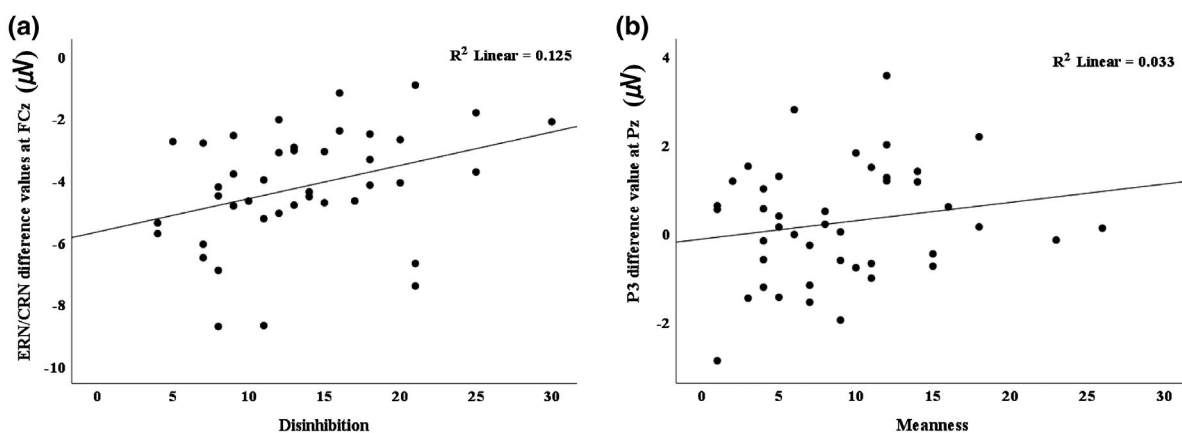 (a)
R² Linear = 0.125
ERN/CRN difference values at FCz (μV)
0
-2
-4
-6
-8
-10
0 5 10 15 20 25 30
Disinhibition
(b)
R² Linear = 0.033
P3 difference value at Pz (μV)
4
2
0
-2
0 5 10 15 20 25 30
Meanness